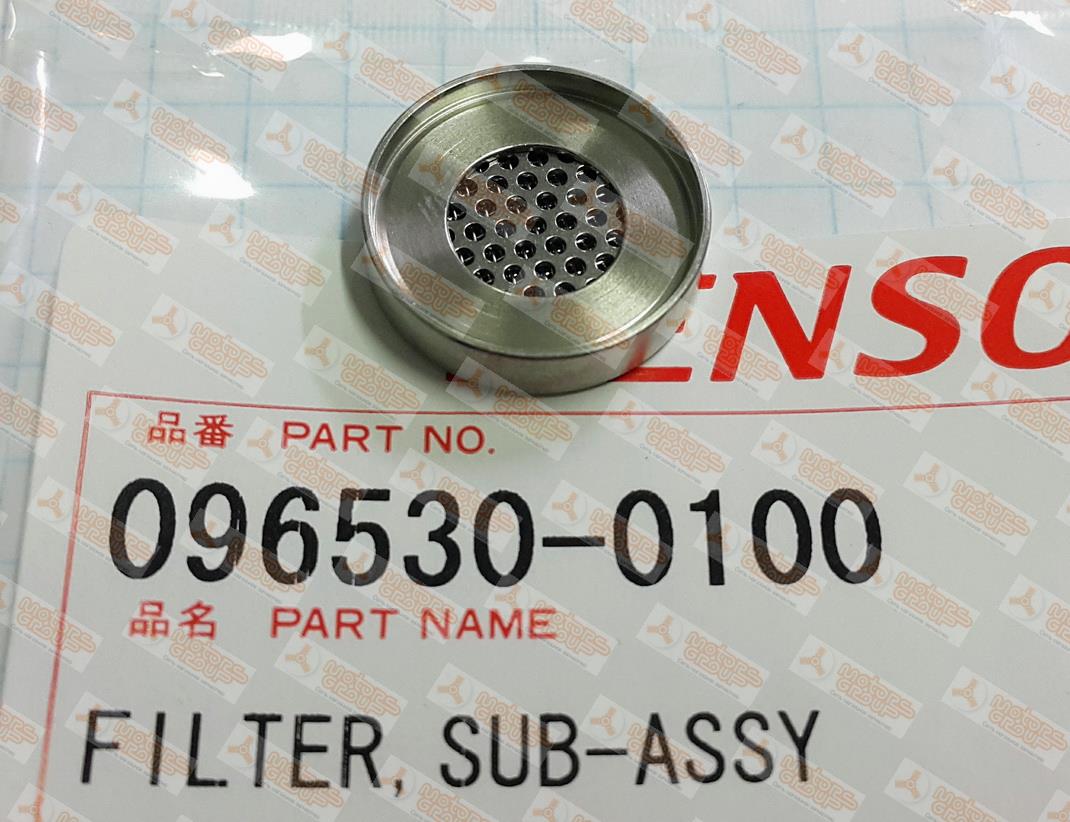 ENSO
品番 PART NO.
096530-0100
品名 PART NAME
FILTER, SUB-ASSY